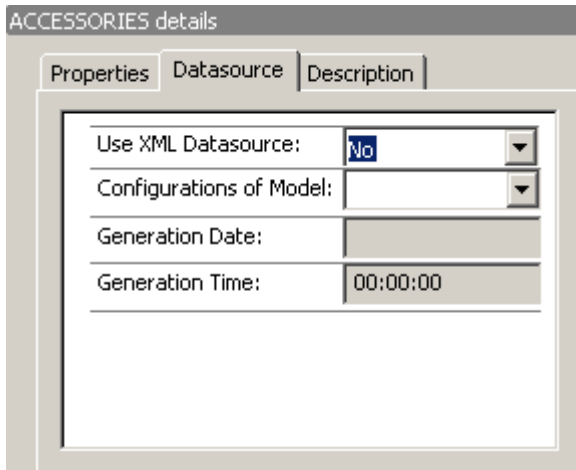 ACCESSORIES details
Properties Datasource Description
Use XML Datasource: No
Configurations of Model:
Generation Date:
Generation Time: 00:00:00